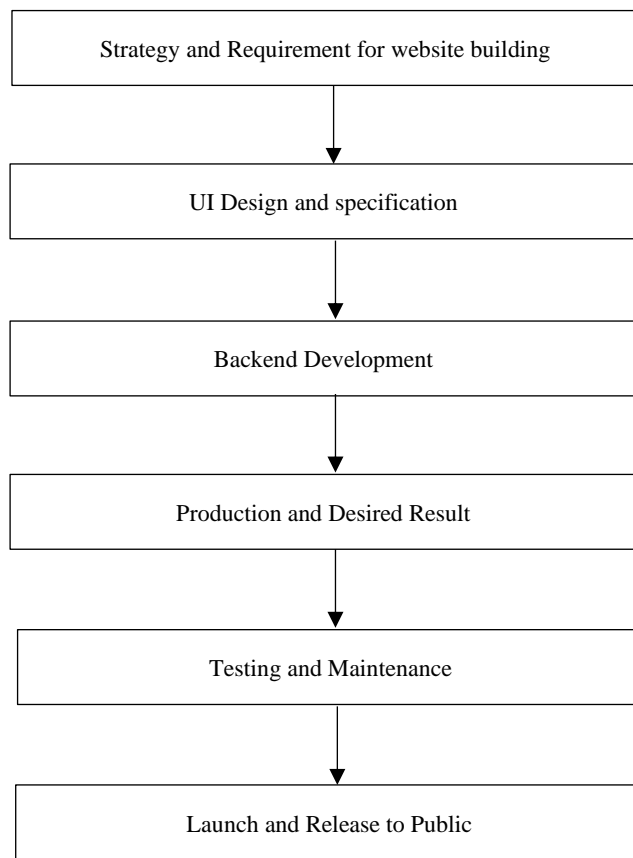 Strategy and Requirement for website building
UI Design and specification
Backend Development
Production and Desired Result
Testing and Maintenance
Launch and Release to Public